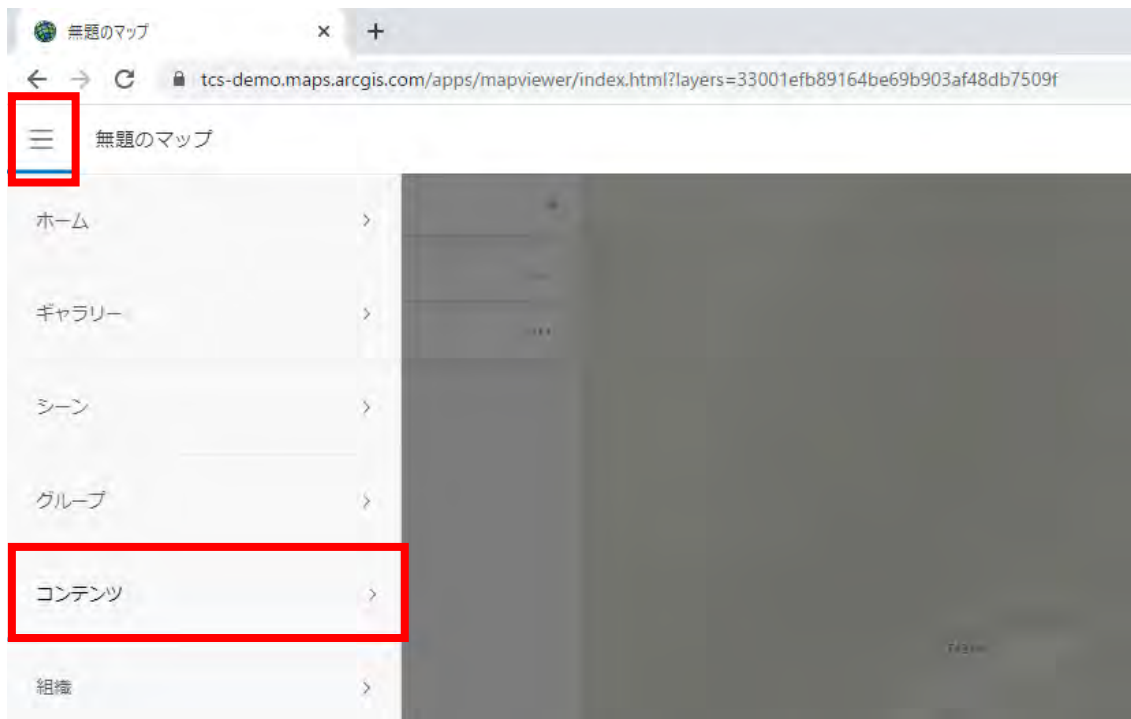 無題のマップ
tcs-demo.maps.arcgis.com/apps/mapviewer/index.html?layers=33001efb89164be69b903af48db7509f
無題のマップ
ホーム
ギャラリー
シーン
グループ
コンテンツ
組織